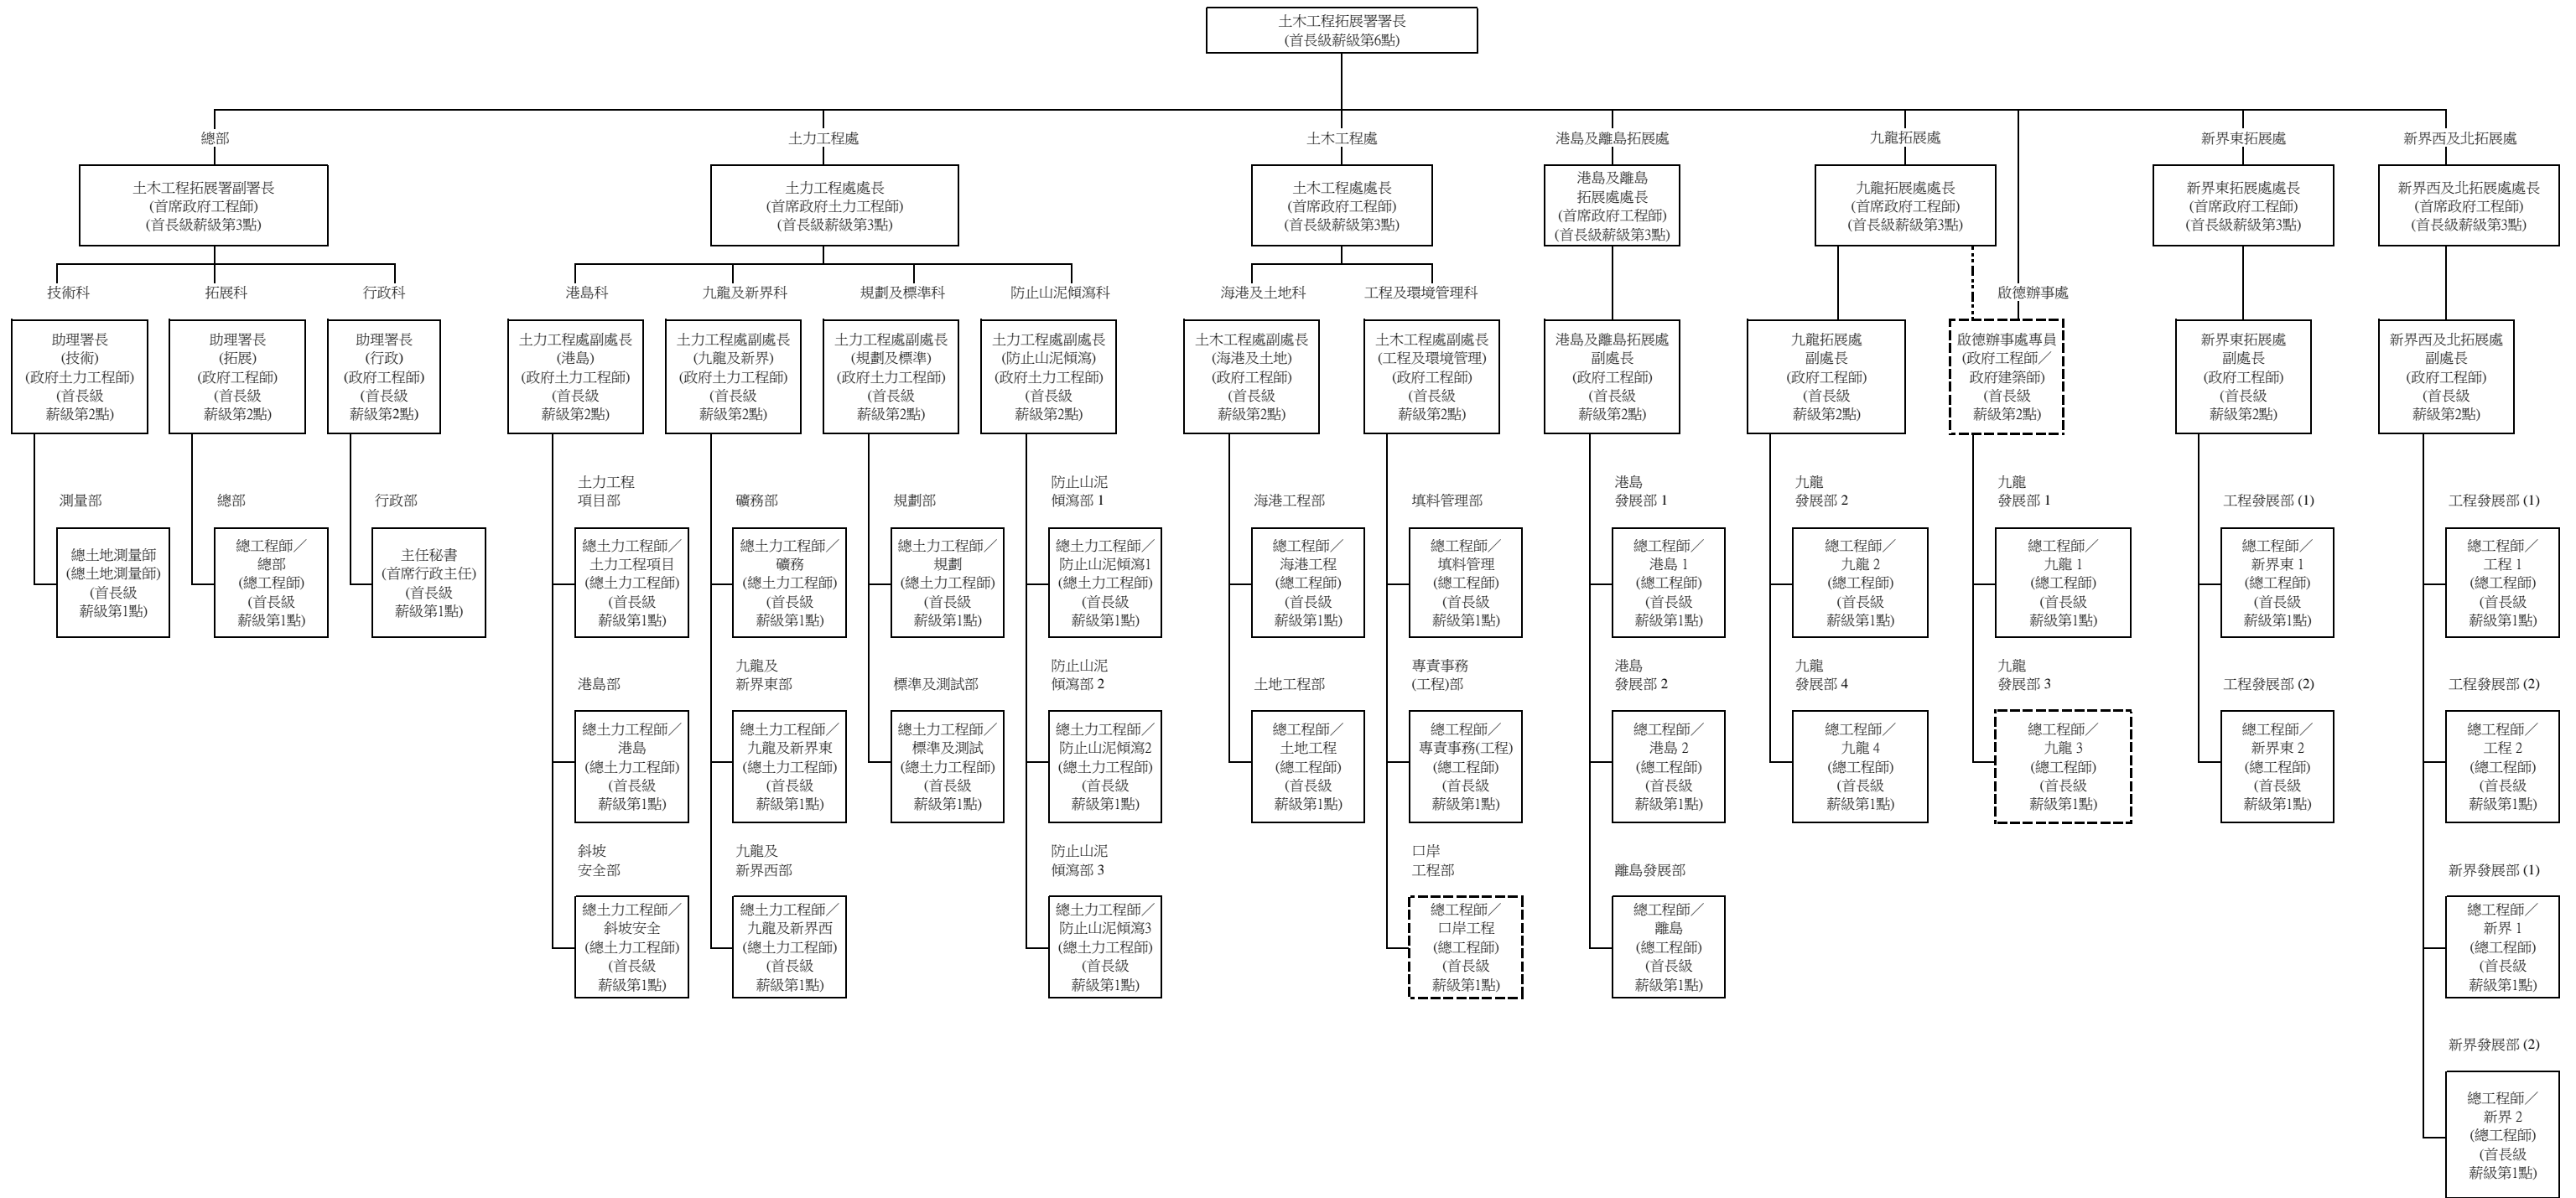 土木工程拓展署署長
(首長級薪級第6點)
總部
土力工程處
土木工程處
港島及離島拓展處
九龍拓展處
新界東拓展處
新界西及北拓展處
土木工程拓展署副署長
(首席政府工程師)
(首長級薪級第3點)
土力工程處處長
(首席政府土力工程師)
(首長級薪級第3點)
土木工程處處長
(首席政府工程師)
(首長級薪級第3點)
港島及離島
拓展處處長
(首席政府工程師)
(首長級薪級第3點)
九龍拓展處處長
(首席政府工程師)
(首長級薪級第3點)
新界東拓展處處長
(首席政府工程師)
(首長級薪級第3點)
新界西及北拓展處處長
(首席政府工程師)
(首長級薪級第3點)
技術科
拓展科
行政科
港島科
九龍及新界科
規劃及標準科
防止山泥傾瀉科
海港及土地科
工程及環境管理科
啟德辦事處
助理署長
(技術)
(政府土力工程師)
(首長級
薪級第2點)
助理署長
(拓展)
(政府工程師)
(首長級
薪級第2點)
助理署長
(行政)
(政府工程師)
(首長級
薪級第2點)
土力工程處副處長
(港島)
(政府土力工程師)
(首長級
薪級第2點)
土力工程處副處長
(九龍及新界)
(政府土力工程師)
(首長級
薪級第2點)
土力工程處副處長
(規劃及標準)
(政府土力工程師)
(首長級
薪級第2點)
土力工程處副處長
(防止山泥傾瀉)
(政府土力工程師)
(首長級
薪級第2點)
土木工程處副處長
(海港及土地)
(政府工程師)
(首長級
薪級第2點)
土木工程處副處長
(工程及環境管理)
(政府工程師)
(首長級
薪級第2點)
港島及離島拓展處
副處長
(政府工程師)
(首長級
薪級第2點)
九龍拓展處
副處長
(政府工程師)
(首長級
薪級第2點)
啟德辦事處專員
(政府工程師／
政府建築師)
(首長級
薪級第2點)
新界東拓展處
副處長
(政府工程師)
(首長級
薪級第2點)
新界西及北拓展處
副處長
(政府工程師)
(首長級
薪級第2點)
測量部
總部
行政部
土力工程
項目部
礦務部
規劃部
防止山泥
傾瀉部 1
海港工程部
填料管理部
港島
發展部 1
九龍
發展部 2
九龍
發展部 1
工程發展部 (1)
工程發展部 (1)
總土地測量師
(總土地測量師)
(首長級
薪級第1點)
總工程師／
總部
(總工程師)
(首長級
薪級第1點)
主任秘書
(首席行政主任)
(首長級
薪級第1點)
總土力工程師／
土力工程項目
(總土力工程師)
(首長級
薪級第1點)
總土力工程師／
礦務
(總土力工程師)
(首長級
薪級第1點)
總土力工程師／
規劃
(總土力工程師)
(首長級
薪級第1點)
總土力工程師／
防止山泥傾瀉1
(總土力工程師)
(首長級
薪級第1點)
總工程師／
海港工程
(總工程師)
(首長級
薪級第1點)
總工程師／
填料管理
(總工程師)
(首長級
薪級第1點)
總工程師／
港島 1
(總工程師)
(首長級
薪級第1點)
總工程師／
九龍 2
(總工程師)
(首長級
薪級第1點)
總工程師／
九龍 1
(總工程師)
(首長級
薪級第1點)
總工程師／
新界東 1
(總工程師)
(首長級
薪級第1點)
總工程師／
工程 1
(總工程師)
(首長級
薪級第1點)
港島部
九龍及
新界東部
標準及測試部
防止山泥
傾瀉部 2
土地工程部
專責事務
(工程)部
港島
發展部 2
九龍
發展部 4
九龍
發展部 3
工程發展部 (2)
工程發展部 (2)
總土力工程師／
港島
(總土力工程師)
(首長級
薪級第1點)
總土力工程師／
九龍及新界東
(總土力工程師)
(首長級
薪級第1點)
總土力工程師／
標準及測試
(總土力工程師)
(首長級
薪級第1點)
總土力工程師／
防止山泥傾瀉2
(總土力工程師)
(首長級
薪級第1點)
總工程師／
土地工程
(總工程師)
(首長級
薪級第1點)
總工程師／
專責事務(工程)
(總工程師)
(首長級
薪級第1點)
總工程師／
港島 2
(總工程師)
(首長級
薪級第1點)
總工程師／
九龍 4
(總工程師)
(首長級
薪級第1點)
總工程師／
九龍 3
(總工程師)
(首長級
薪級第1點)
總工程師／
新界東 2
(總工程師)
(首長級
薪級第1點)
總工程師／
工程 2
(總工程師)
(首長級
薪級第1點)
斜坡
安全部
九龍及
新界西部
防止山泥
傾瀉部 3
口岸
工程部
離島發展部
新界發展部 (1)
總土力工程師／
斜坡安全
(總土力工程師)
(首長級
薪級第1點)
總土力工程師／
九龍及新界西
(總土力工程師)
(首長級
薪級第1點)
總土力工程師／
防止山泥傾瀉3
(總土力工程師)
(首長級
薪級第1點)
總工程師／
口岸工程
(總工程師)
(首長級
薪級第1點)
總工程師／
離島
(總工程師)
(首長級
薪級第1點)
總工程師／
新界 1
(總工程師)
(首長級
薪級第1點)
新界發展部 (2)
總工程師／
新界 2
(總工程師)
(首長級
薪級第1點)